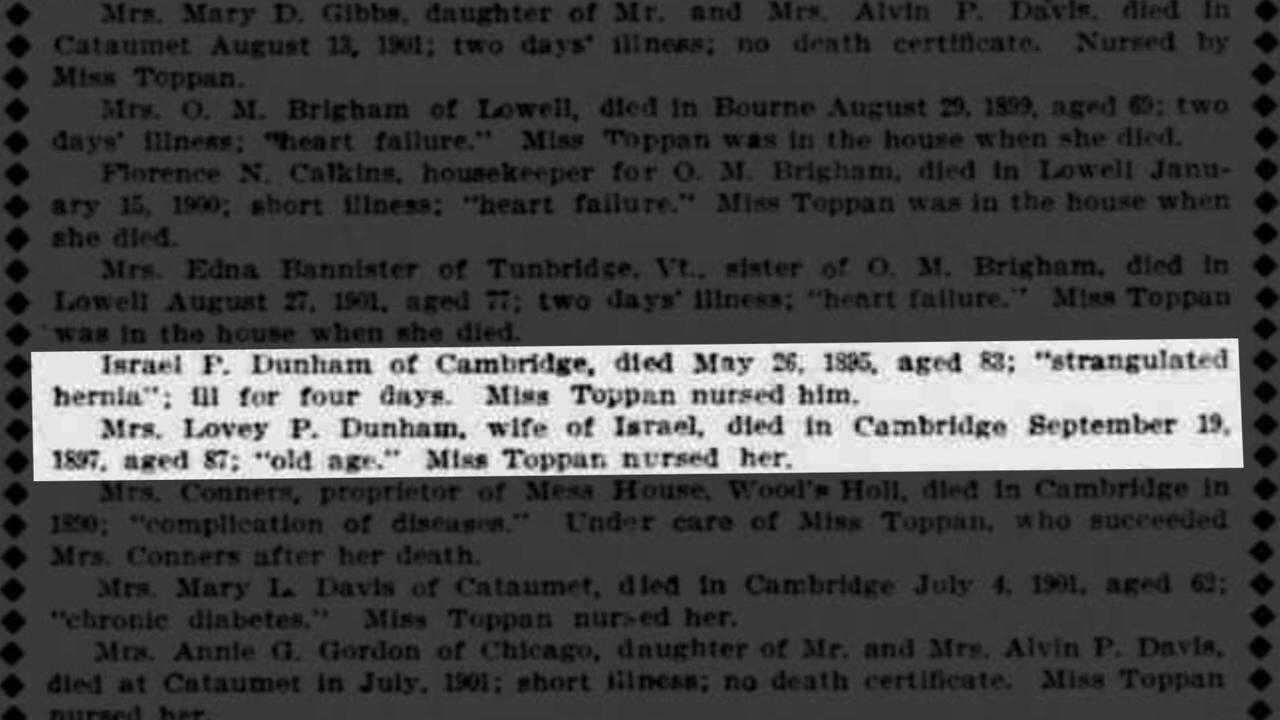 Mrs. Mary D. Gibbs, daughter of Mr. and Mrs. Alvin P. Davis, died in
Cataumet August 13, 1901; two days' illness; no death certificate. Nursed by
Miss Toppan.
Mrs. O. M. Brigham of Lowell, died in Bourne August 29, 1899, aged 69; two
days' illness; "heart failure." Miss Toppan was in the house when she died.
Florence N. Calkins, housekeeper for O. M. Brigham, died in Lowell Janu-
ary 15, 1900; short illness; "heart failure." Miss Toppan was in the house when
she died.
Mrs. Edna Bannister of Tunbridge, Vt., sister of O. M. Brigham, died in
Lowell August 27, 1901, aged 77; two days' illness; "heart failure." Miss Toppan
was in the house when she died.
Israel P. Dunham of Cambridge, died May 26, 1895, aged 83; "strangulated
hernia"; ill for four days. Miss Toppan nursed him.
Mrs. Lovey P. Dunham, wife of Israel, died in Cambridge September 19,
1897, aged 87; "old age." Miss Toppan nursed her.
Mrs. Conners, proprietor of Mess House, Wood's Holl, died in Cambridge in
1890; "complication of diseases." Under care of Miss Toppan, who succeeded
Mrs. Conners after her death.
Mrs. Mary L. Davis of Cataumet, died in Cambridge July 4, 1901, aged 62;
"chronic diabetes." Miss Toppan nursed her.
Mrs. Annie G. Gordon of Chicago, daughter of Mr. and Mrs. Alvin P. Davis,
died at Cataumet in July, 1901; short illness; no death certificate. Miss Toppan
nursed her.